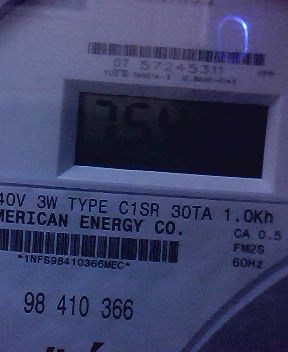 07 57245311
40V 3W TYPE C1SR 30TA 1.0Kh
MERICAN ENERGY CO.
CA 0.5
FM2S
*1NFS98410366MEC*
60Hz
98 410 366